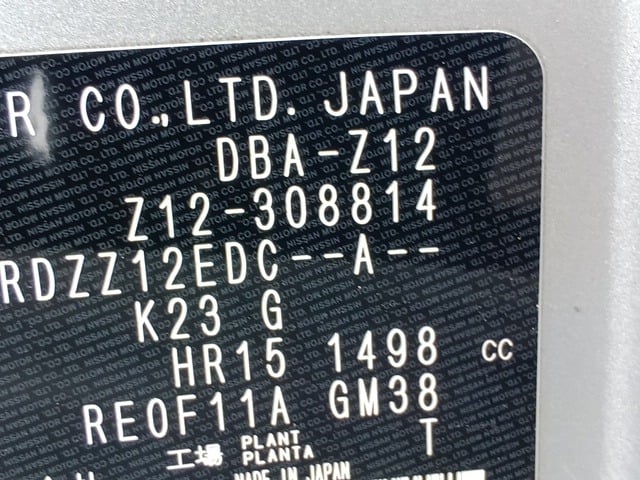 R CO.,LTD. JAPAN
DBA-Z12
Z12-308814
RDZZ12EDC--A--
K23 G
HR15 1498 cc
RE0F11A GM38
T
工場 PLANT
PLANTA
MADE IN JAPAN